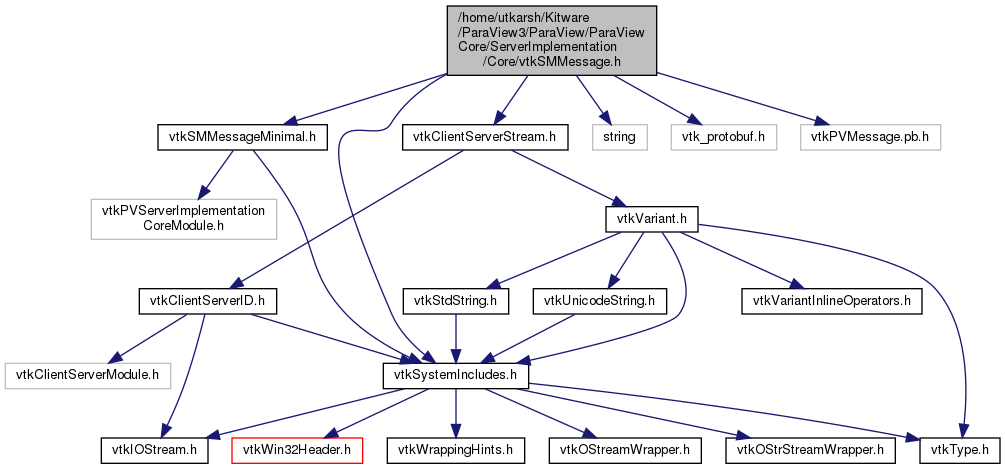 /home/utkarsh/Kitware
/ParaView3/ParaView/ParaView
Core/ServerImplementation
/Core/vtkSMMessage.h
vtkSMMessageMinimal.h
vtkClientServerStream.h
string
vtk_protobuf.h
vtkPVMessage.pb.h
vtkPVServerImplementation
CoreModule.h
vtkVariant.h
vtkClientServerID.h
vtkStdString.h
vtkUnicodeString.h
vtkVariantInlineOperators.h
vtkClientServerModule.h
vtkSystemIncludes.h
vtkIOStream.h
vtkWin32Header.h
vtkWrappingHints.h
vtkOStreamWrapper.h
vtkOStrStreamWrapper.h
vtkType.h